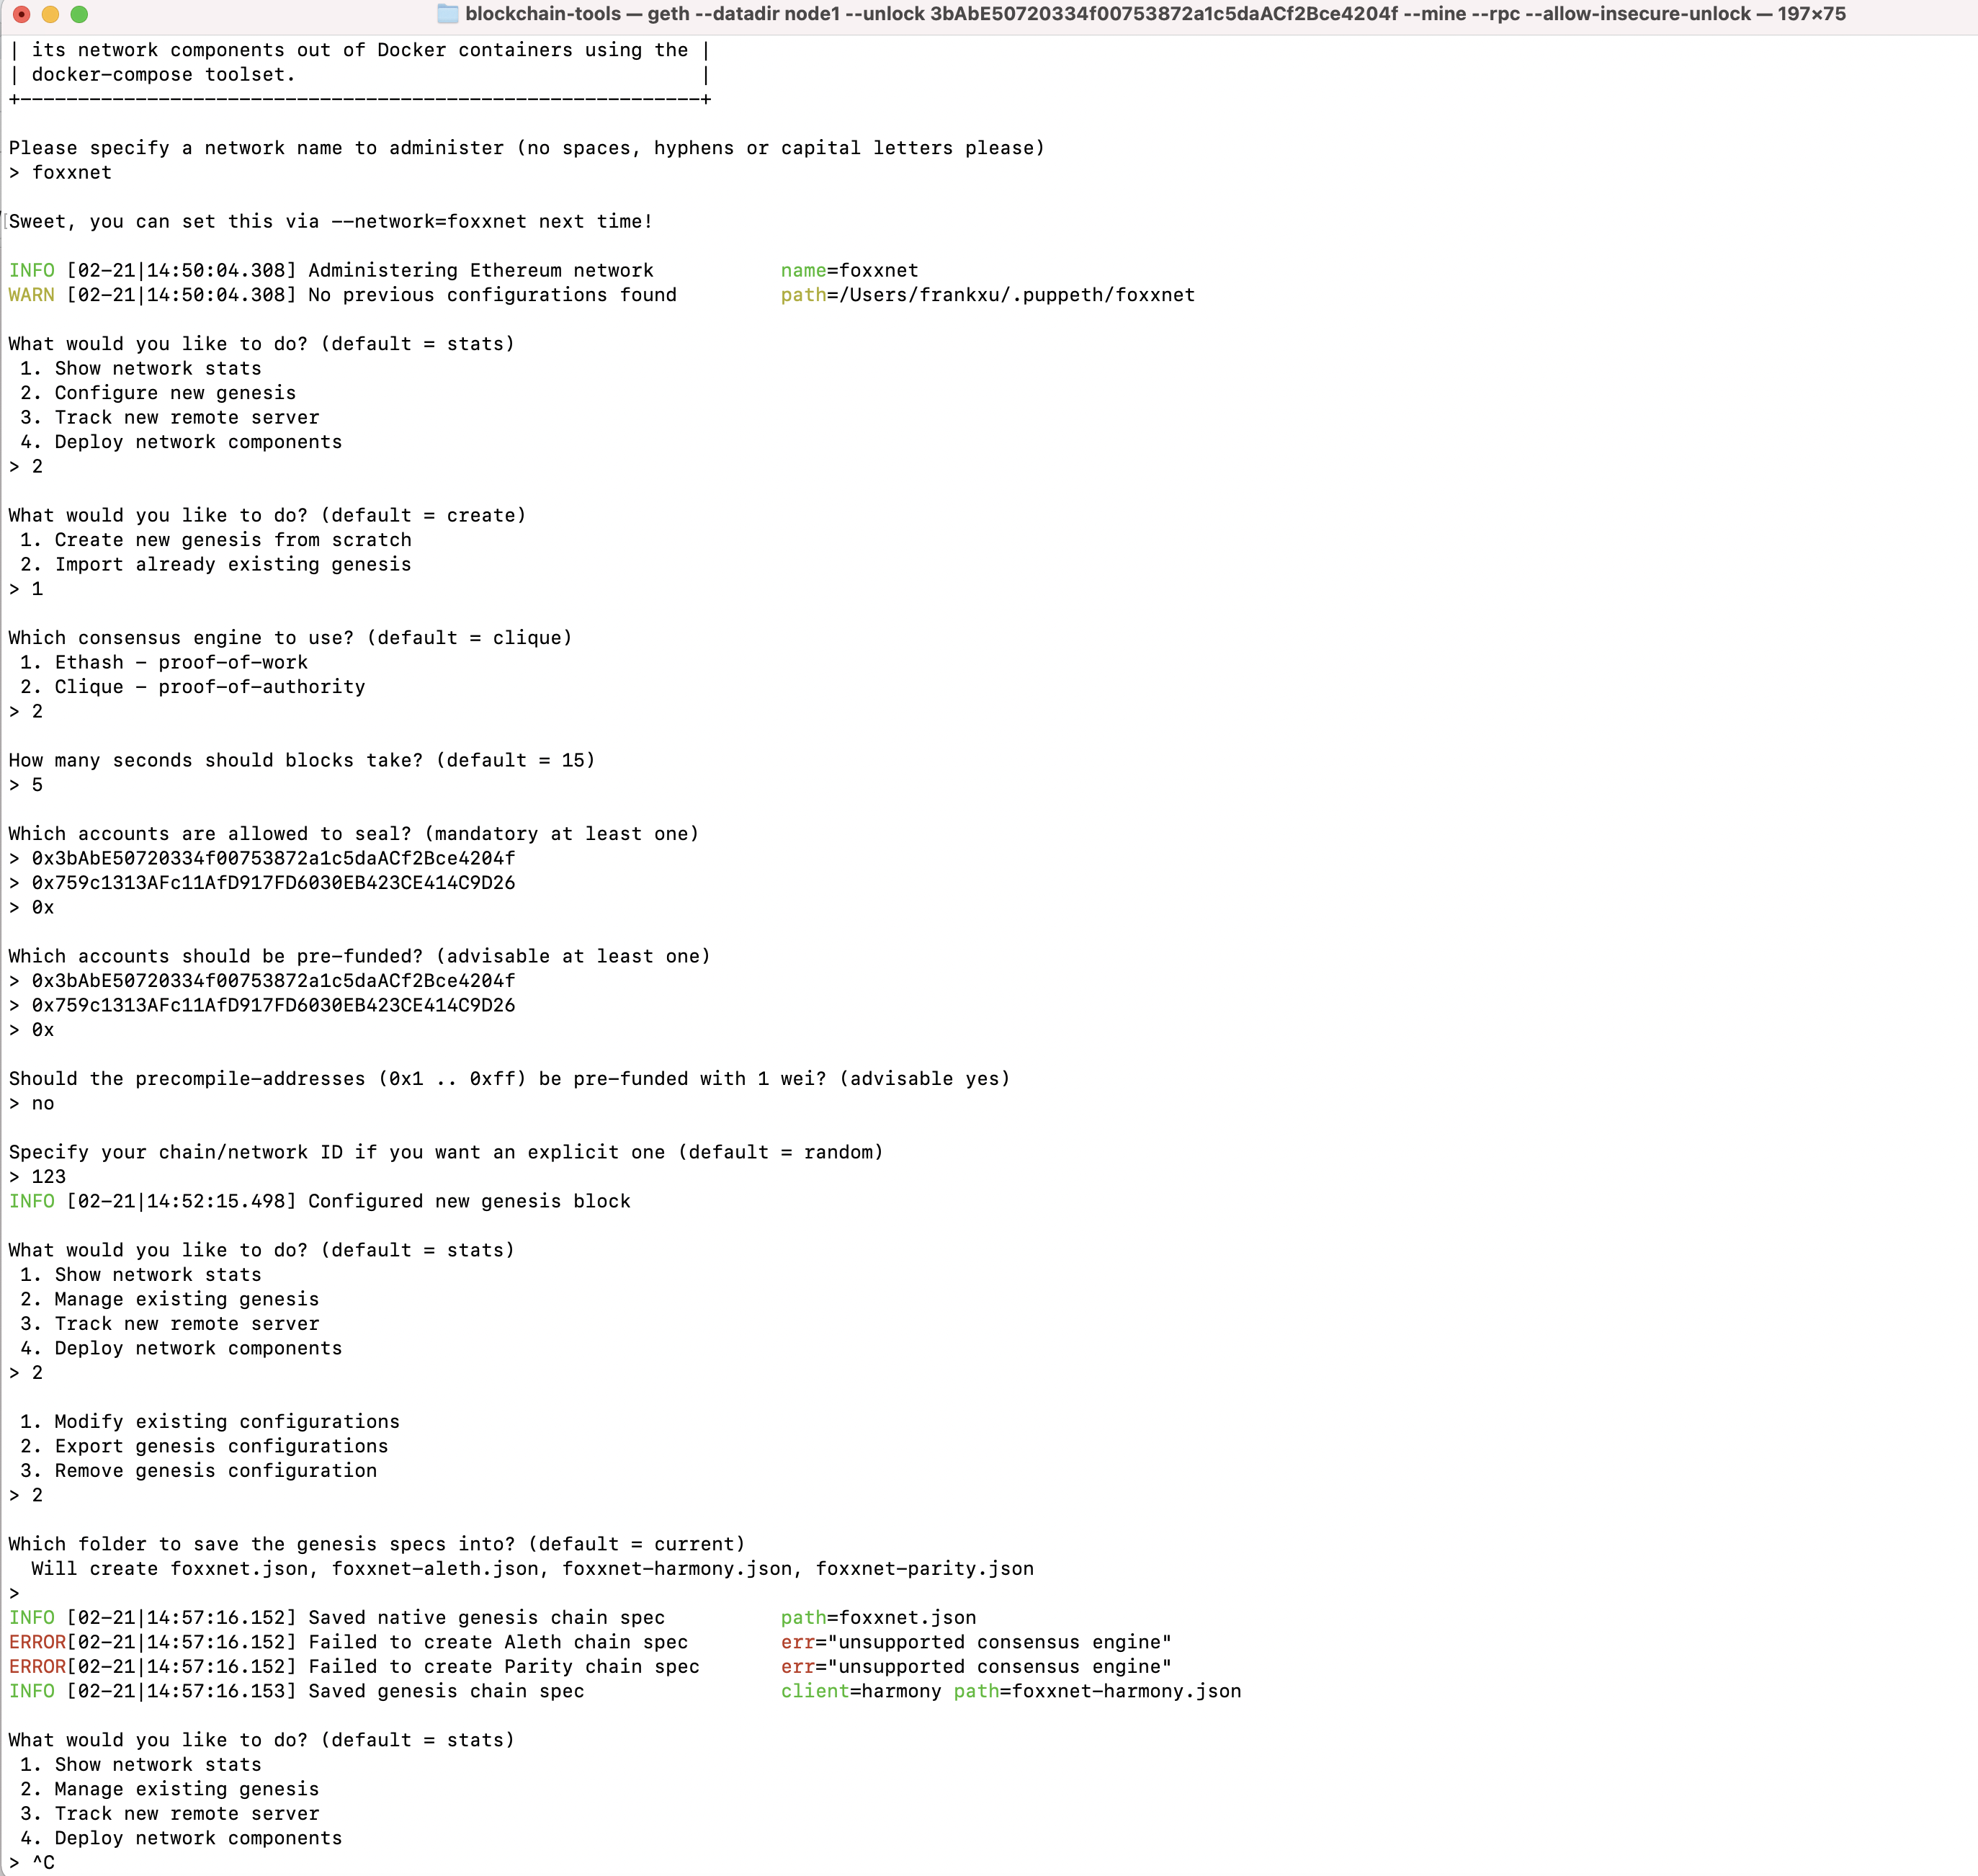 blockchain-tools — geth --datadir node1 --unlock 3bAbE50720334f00753872a1c5daACf2Bce4204f --mine --rpc --allow-insecure-unlock — 197×75
| its network components out of Docker containers using the |
| docker-compose toolset.                                   |
+-----------------------------------------------------------+
Please specify a network name to administer (no spaces, hyphens or capital letters please)
> foxxnet
Sweet, you can set this via --network=foxxnet next time!
INFO [02-21|14:50:04.308] Administering Ethereum network           name=foxxnet
WARN [02-21|14:50:04.308] No previous configurations found         path=/Users/frankxu/.puppeth/foxxnet
What would you like to do? (default = stats)
 1. Show network stats
 2. Configure new genesis
 3. Track new remote server
 4. Deploy network components
> 2
What would you like to do? (default = create)
 1. Create new genesis from scratch
 2. Import already existing genesis
> 1
Which consensus engine to use? (default = clique)
 1. Ethash - proof-of-work
 2. Clique - proof-of-authority
> 2
How many seconds should blocks take? (default = 15)
> 5
Which accounts are allowed to seal? (mandatory at least one)
> 0x3bAbE50720334f00753872a1c5daACf2Bce4204f
> 0x759c1313AFc11AfD917FD6030EB423CE414C9D26
> 0x
Which accounts should be pre-funded? (advisable at least one)
> 0x3bAbE50720334f00753872a1c5daACf2Bce4204f
> 0x759c1313AFc11AfD917FD6030EB423CE414C9D26
> 0x
Should the precompile-addresses (0x1 .. 0xff) be pre-funded with 1 wei? (advisable yes)
> no
Specify your chain/network ID if you want an explicit one (default = random)
> 123
INFO [02-21|14:52:15.498] Configured new genesis block
What would you like to do? (default = stats)
 1. Show network stats
 2. Manage existing genesis
 3. Track new remote server
 4. Deploy network components
> 2
 1. Modify existing configurations
 2. Export genesis configurations
 3. Remove genesis configuration
> 2
Which folder to save the genesis specs into? (default = current)
  Will create foxxnet.json, foxxnet-aleth.json, foxxnet-harmony.json, foxxnet-parity.json
>
INFO [02-21|14:57:16.152] Saved native genesis chain spec          path=foxxnet.json
ERROR[02-21|14:57:16.152] Failed to create Aleth chain spec        err="unsupported consensus engine"
ERROR[02-21|14:57:16.152] Failed to create Parity chain spec       err="unsupported consensus engine"
INFO [02-21|14:57:16.153] Saved genesis chain spec                 client=harmony path=foxxnet-harmony.json
What would you like to do? (default = stats)
 1. Show network stats
 2. Manage existing genesis
 3. Track new remote server
 4. Deploy network components
> ^C